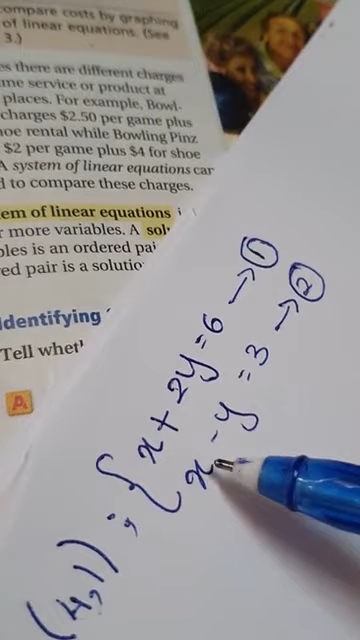 compare costs by graphing
of linear equations. (See
3.)
es there are different charges
me service or product at
places. For example, Bowl-
charges $2.50 per game plus
hoe rental while Bowling Pinz
$2 per game plus $4 for shoe
A system of linear equations can
d to compare these charges.
em of linear equations i
r more variables. A sol
bles is an ordered pai
red pair is a solutio
Identifying
Tell whet
A
(4,1) ; { x + 2y = 6 → ①
x - y = 3 → ②